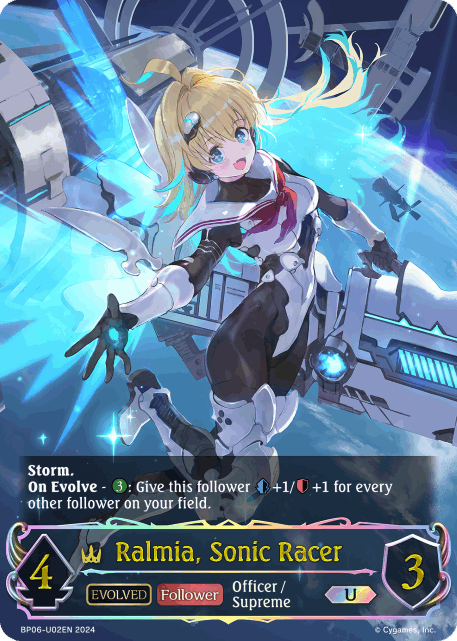 Storm.
On Evolve - 3: Give this follower +1/ +1 for every
other follower on your field.
Ralmia, Sonic Racer
4
EVOLVED
Follower
Officer /
Supreme
U
3
BP06-U02EN 2024
© Cygames, Inc.